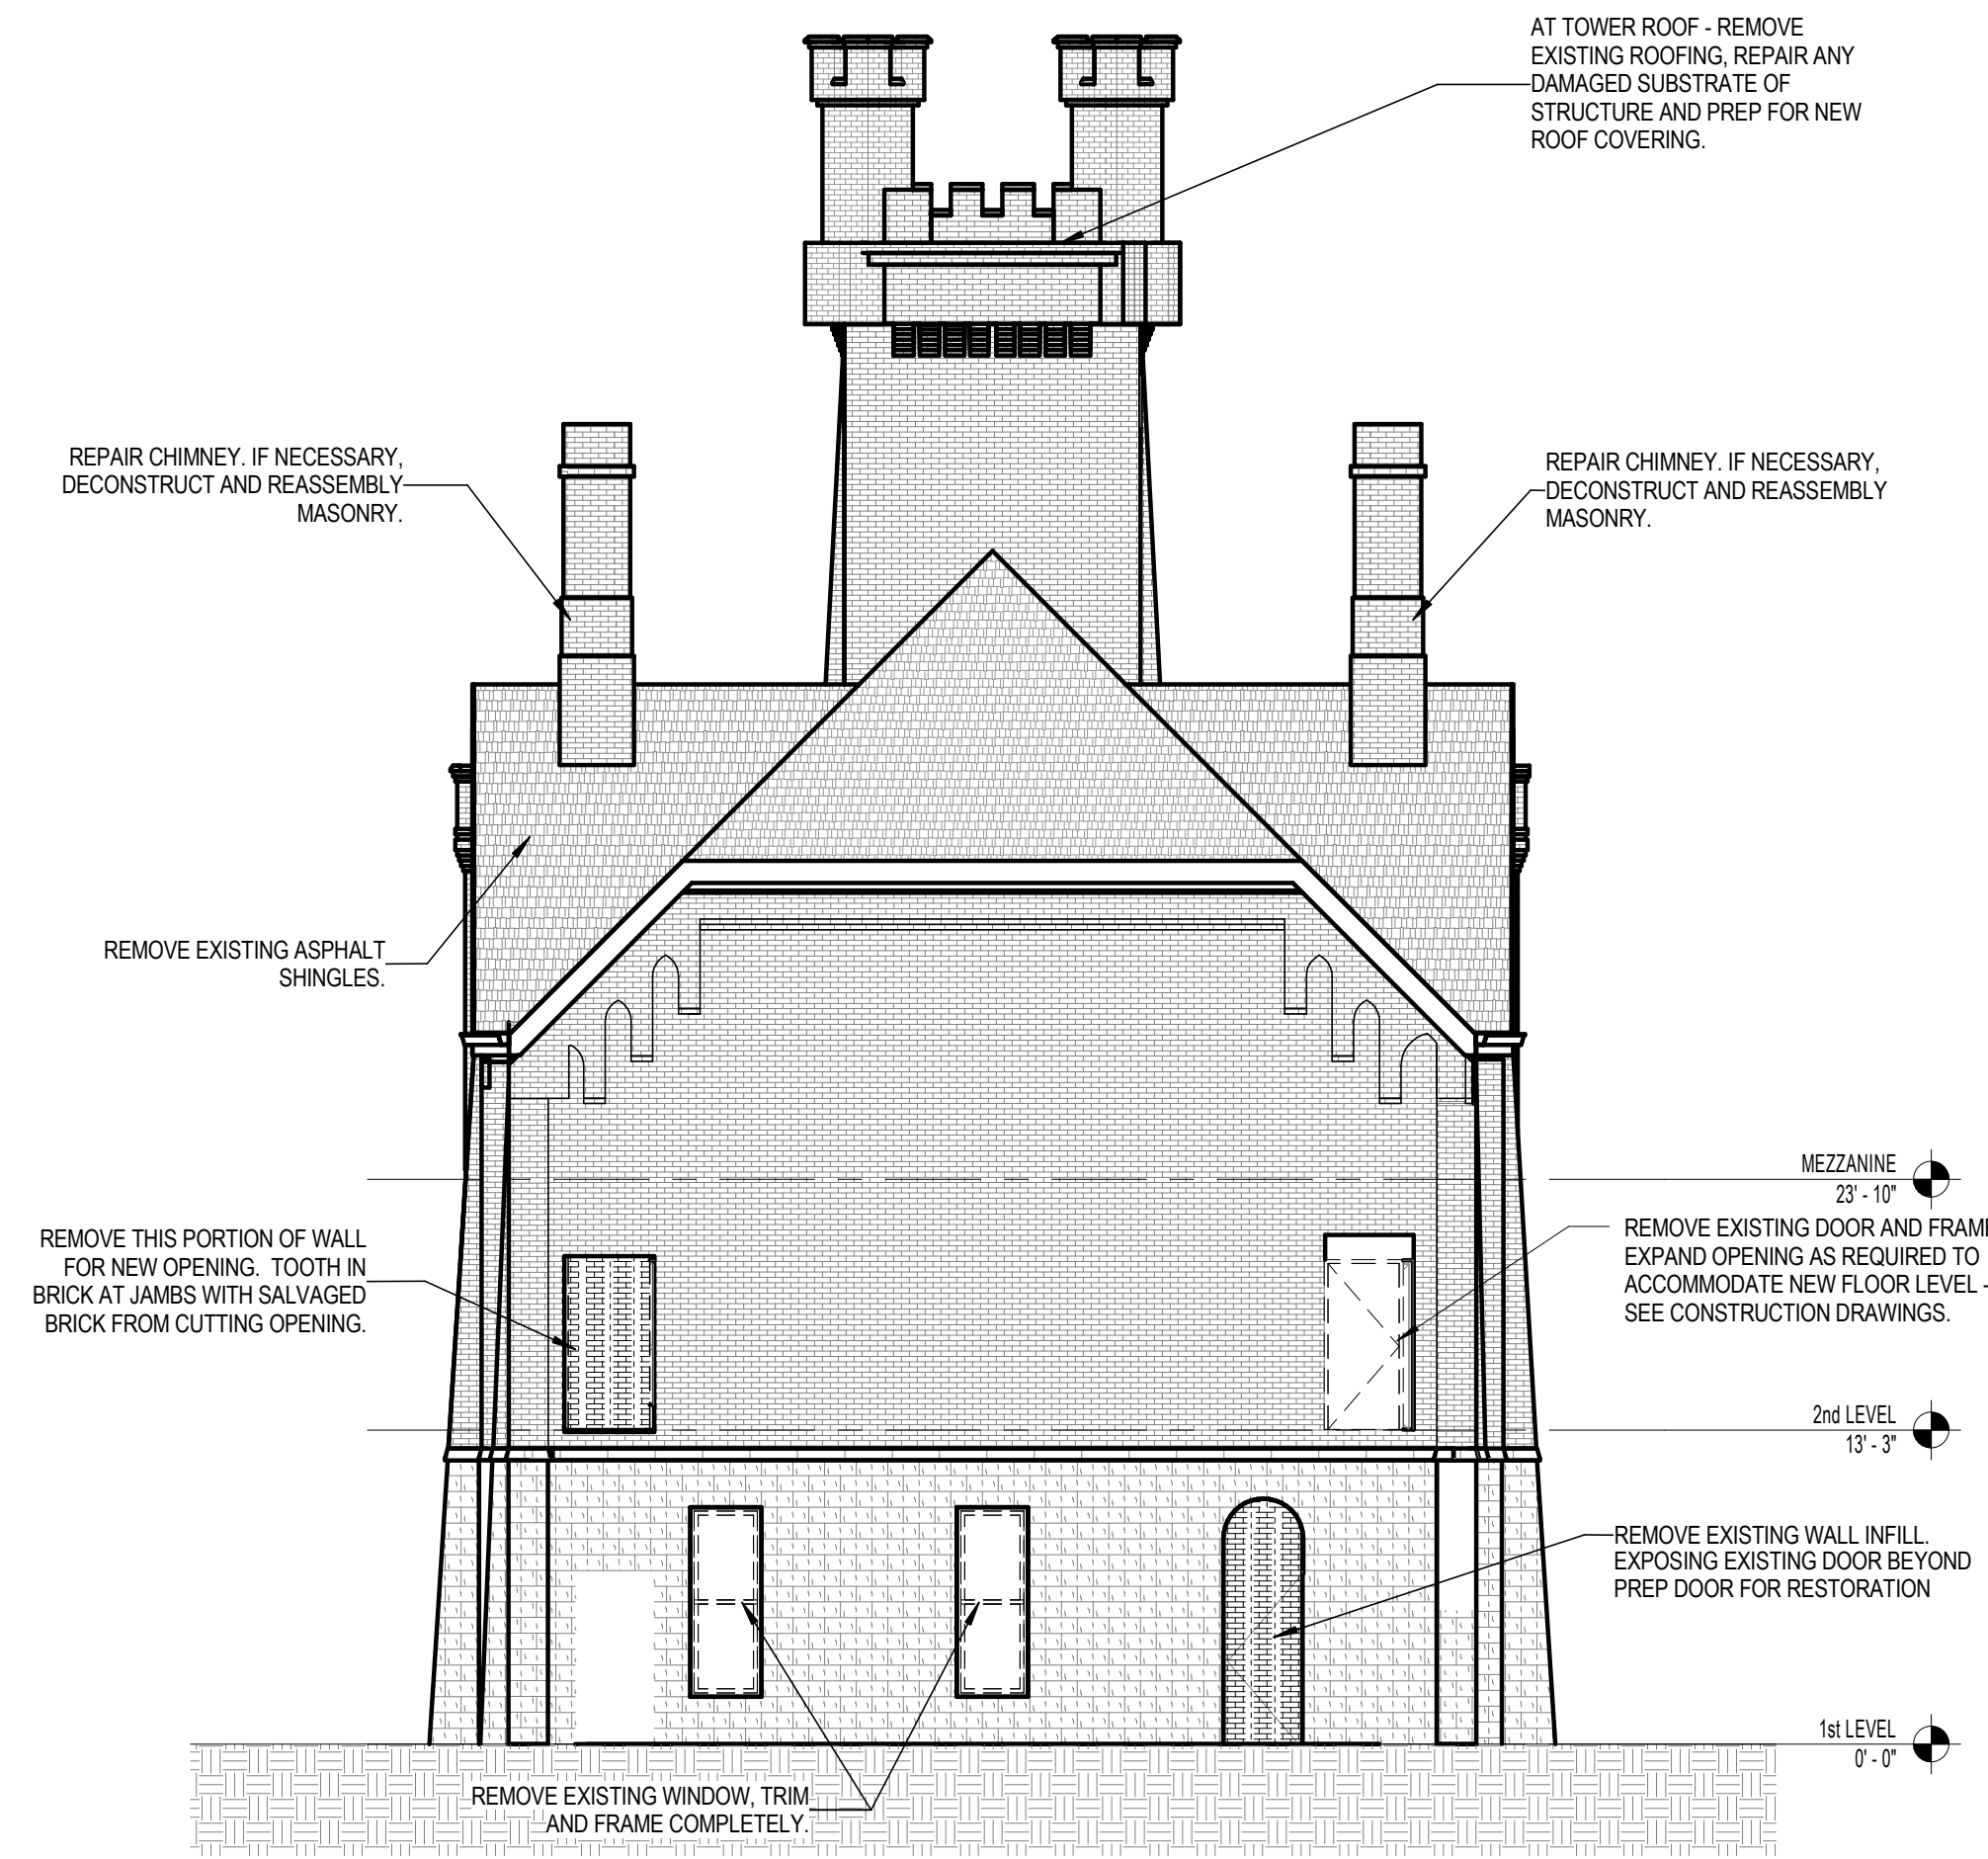 AT TOWER ROOF - REMOVE
EXISTING ROOFING, REPAIR ANY
DAMAGED SUBSTRATE OF
STRUCTURE AND PREP FOR NEW
ROOF COVERING.
REPAIR CHIMNEY. IF NECESSARY,
DECONSTRUCT AND REASSEMBLY
MASONRY.
REPAIR CHIMNEY. IF NECESSARY,
DECONSTRUCT AND REASSEMBLY
MASONRY.
REMOVE EXISTING ASPHALT
SHINGLES.
MEZZANINE
23' - 10"
REMOVE THIS PORTION OF WALL
FOR NEW OPENING. TOOTH IN
BRICK AT JAMBS WITH SALVAGED
BRICK FROM CUTTING OPENING.
REMOVE EXISTING DOOR AND FRAME
EXPAND OPENING AS REQUIRED TO
ACCOMMODATE NEW FLOOR LEVEL -
SEE CONSTRUCTION DRAWINGS.
2nd LEVEL
13' - 3"
REMOVE EXISTING WALL INFILL.
EXPOSING EXISTING DOOR BEYOND
PREP DOOR FOR RESTORATION
1st LEVEL
0' - 0"
REMOVE EXISTING WINDOW, TRIM
AND FRAME COMPLETELY.